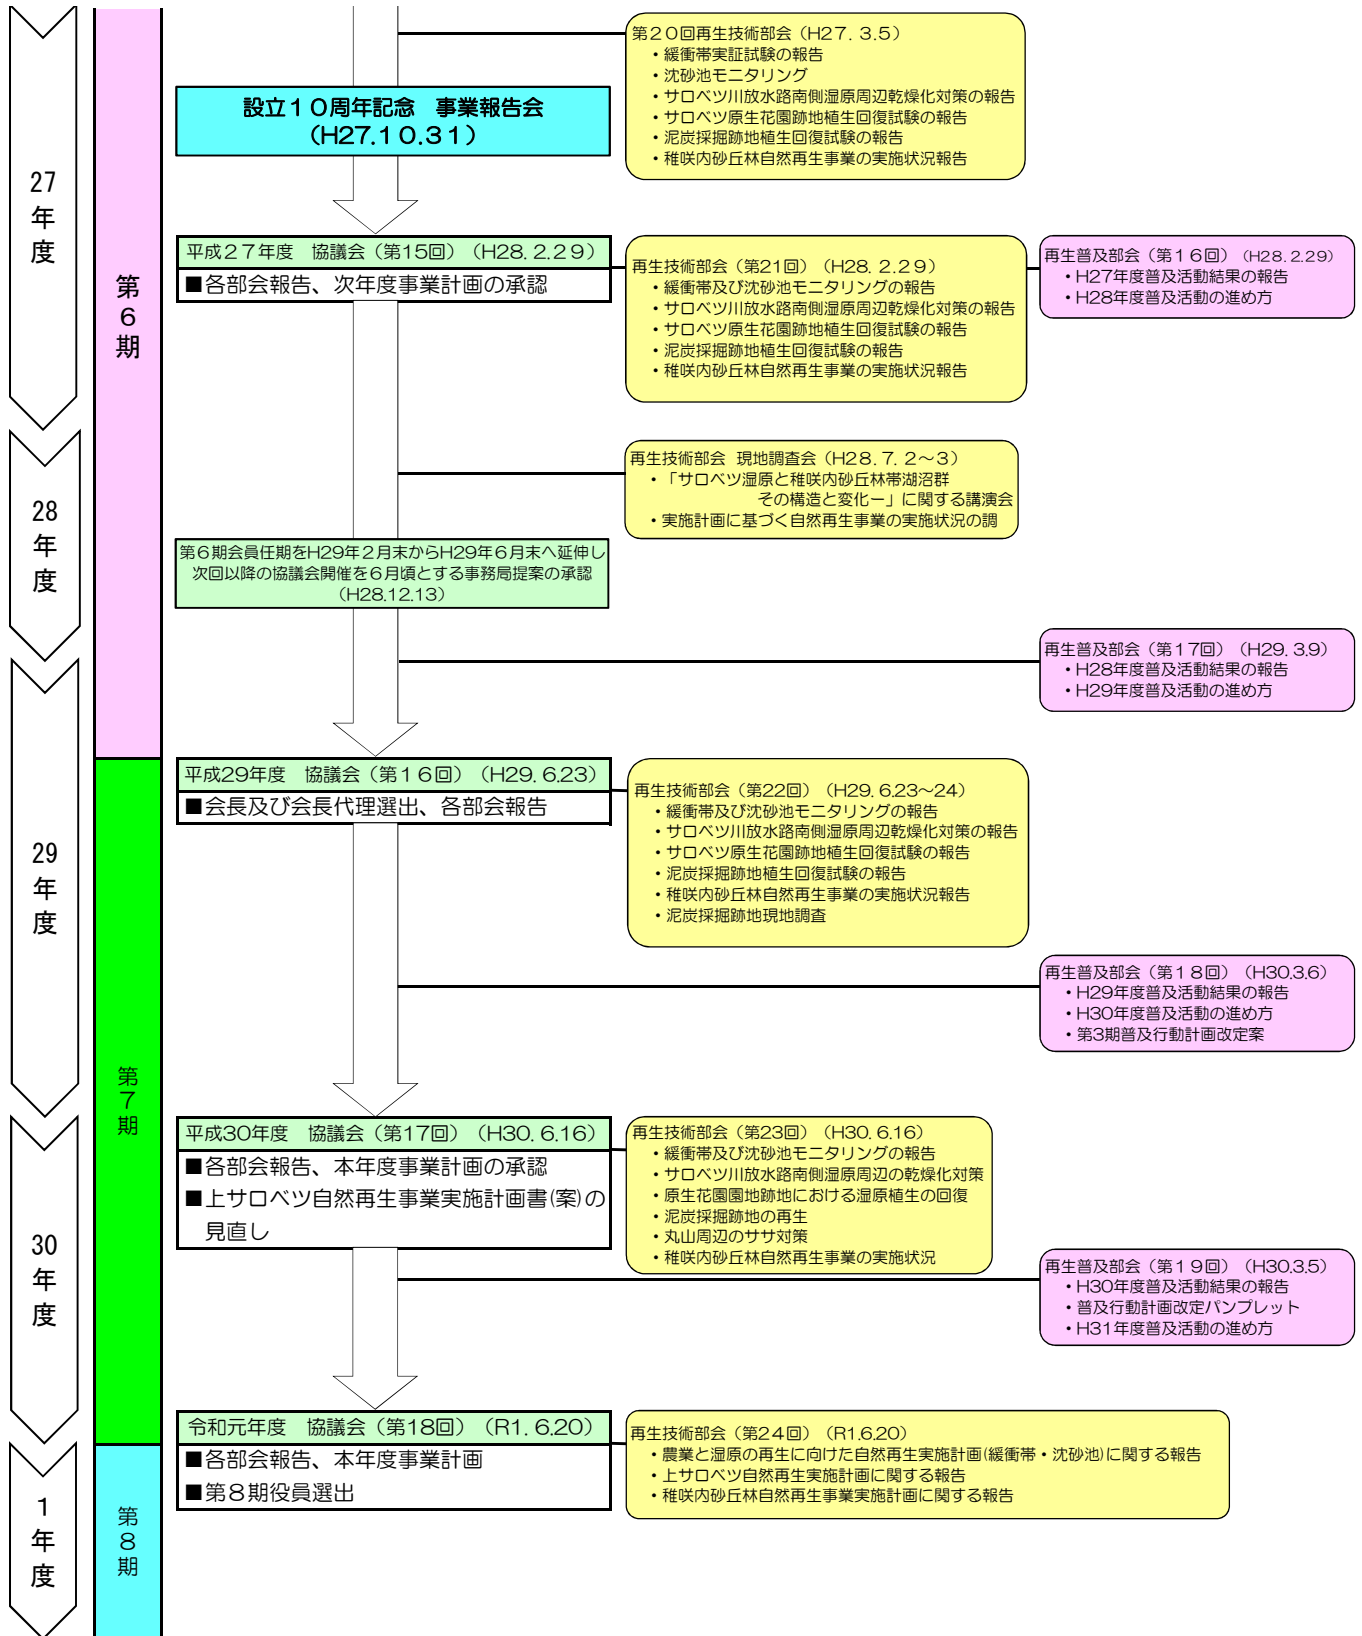 27
年
度
第
6
期
第20回再生技術部会（H27．3.5）
・緩衝帯実証試験の報告
・沈砂池モニタリング
・サロベツ川放水路南側湿原周辺乾燥化対策の報告
・サロベツ原生花園跡地植生回復試験の報告
・泥炭採掘跡地植生回復試験の報告
・稚咲内砂丘林自然再生事業の実施状況報告
設立10周年記念　事業報告会
（H27.10.31）
平成27年度　協議会（第15回）（H28.2.29）
■各部会報告、次年度事業計画の承認
再生技術部会（第21回）（H28．2.29）
・緩衝帯及び沈砂池モニタリングの報告
・サロベツ川放水路南側湿原周辺乾燥化対策の報告
・サロベツ原生花園跡地植生回復試験の報告
・泥炭採掘跡地植生回復試験の報告
・稚咲内砂丘林自然再生事業の実施状況報告
再生普及部会（第16回）（H28.2.29）
・H27年度普及活動結果の報告
・H28年度普及活動の進め方
28
年
度
再生技術部会 現地調査会（H28．7．2～3）
・「サロベツ湿原と稚咲内砂丘林帯湖沼群
その構造と変化ー」に関する講演会
・実施計画に基づく自然再生事業の実施状況の調
第6期会員任期をH29年2月末からH29年6月末へ延伸し
次回以降の協議会開催を6月頃とする事務局提案の承認
（H28.12.13）
再生普及部会（第17回）（H29．3.9）
・H28年度普及活動結果の報告
・H29年度普及活動の進め方
29
年
度
第
7
期
平成29年度　協議会（第16回）（H29．6.23）
■会長及び会長代理選出、各部会報告
再生技術部会（第22回）（H29．6.23～24）
・緩衝帯及び沈砂池モニタリングの報告
・サロベツ川放水路南側湿原周辺乾燥化対策の報告
・サロベツ原生花園跡地植生回復試験の報告
・泥炭採掘跡地植生回復試験の報告
・稚咲内砂丘林自然再生事業の実施状況報告
・泥炭採掘跡地現地調査
再生普及部会（第18回）（H30.3.6）
・H29年度普及活動結果の報告
・H30年度普及活動の進め方
・第3期普及行動計画改定案
30
年
度
平成30年度　協議会（第17回）（H30．6.16）
■各部会報告、本年度事業計画の承認
■上サロベツ自然再生事業実施計画書(案)の
見直し
再生技術部会（第23回）（H30．6.16）
・緩衝帯及び沈砂池モニタリングの報告
・サロベツ川放水路南側湿原周辺の乾燥化対策
・原生花園園地跡地における湿原植生の回復
・泥炭採掘跡地の再生
・丸山周辺のササ対策
・稚咲内砂丘林自然再生事業の実施状況
再生普及部会（第19回）（H30.3.5）
・H30年度普及活動結果の報告
・普及行動計画改定パンプレット
・H31年度普及活動の進め方
1
年
度
第
8
期
令和元年度　協議会（第18回）（R1．6.20）
■各部会報告、本年度事業計画
■第8期役員選出
再生技術部会（第24回）（R1.6.20）
・農業と湿原の再生に向けた自然再生実施計画(緩衝帯・沈砂池)に関する報告
・上サロベツ自然再生実施計画に関する報告
・稚咲内砂丘林自然再生事業実施計画に関する報告